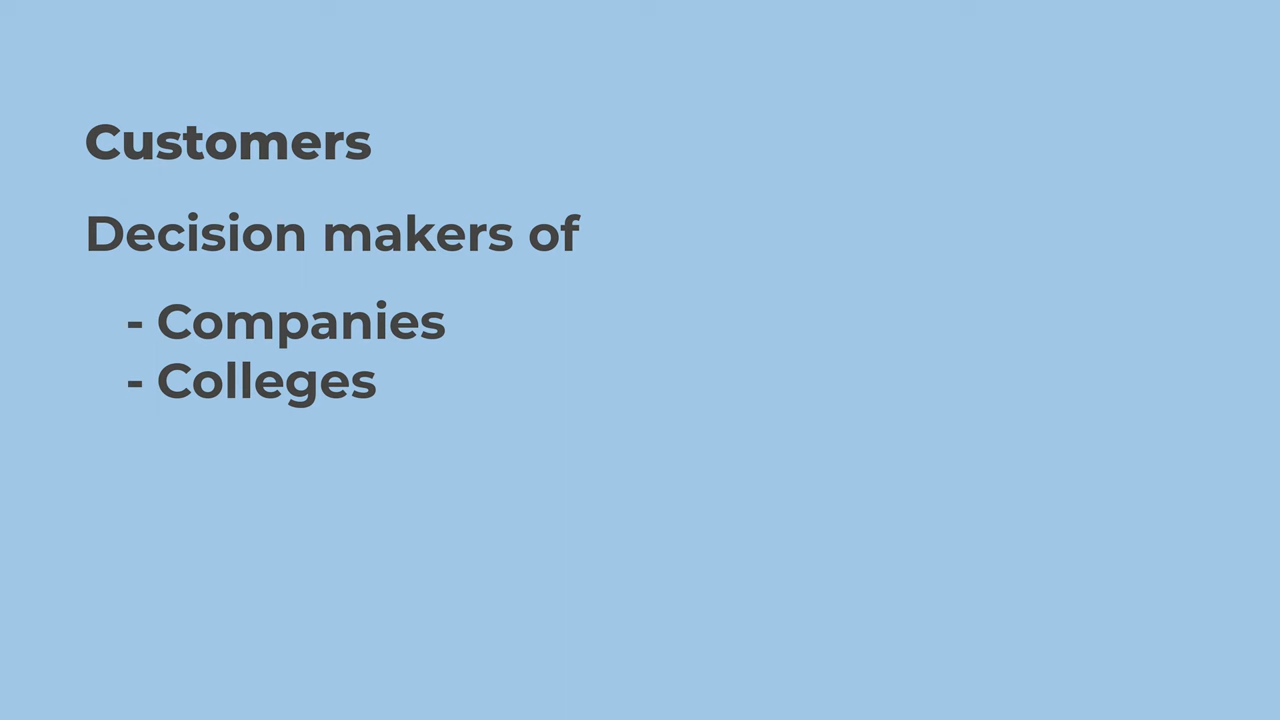 Customers
Decision makers of
- Companies
- Colleges